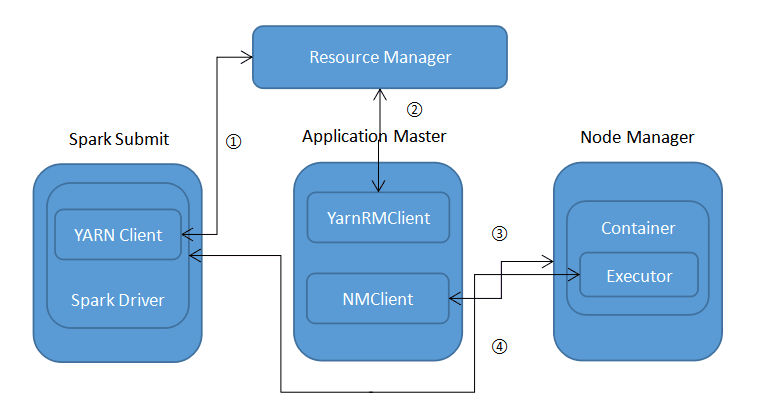 Resource Manager
②
①
Spark Submit
Application Master
Node Manager
YARN Client
YarnRMClient
③
Container
Executor
Spark Driver
NMClient
④